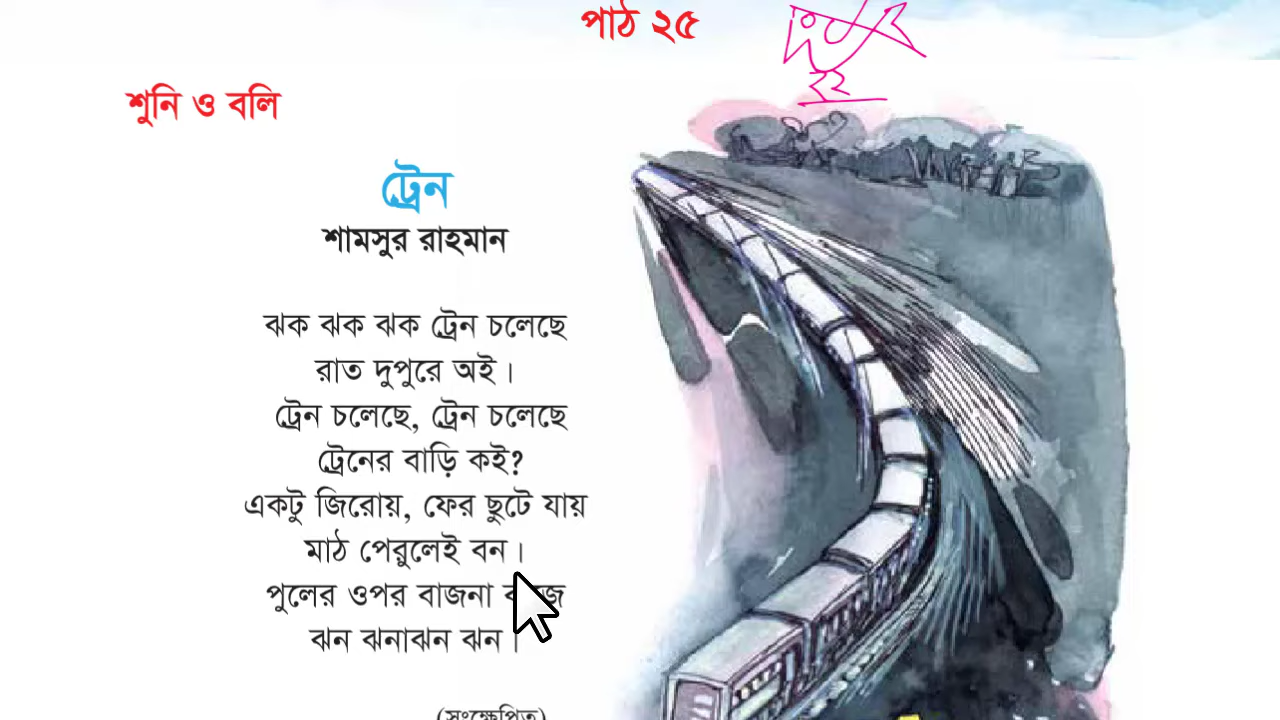 পাঠ ২৫
শুনি ও বলি
ট্রেন
শামসুর রাহমান
ঝক ঝক ঝক ট্রেন চলেছে
রাত দুপুরে অই।
ট্রেন চলেছে, ট্রেন চলেছে
ট্রেনের বাড়ি কই?
একটু জিরোয়, ফের ছুটে যায়
মাঠ পেরুলেই বন।
পুলের ওপর বাজনা
ঝন ঝনাঝন ঝন।
(সংক্ষেপিত)